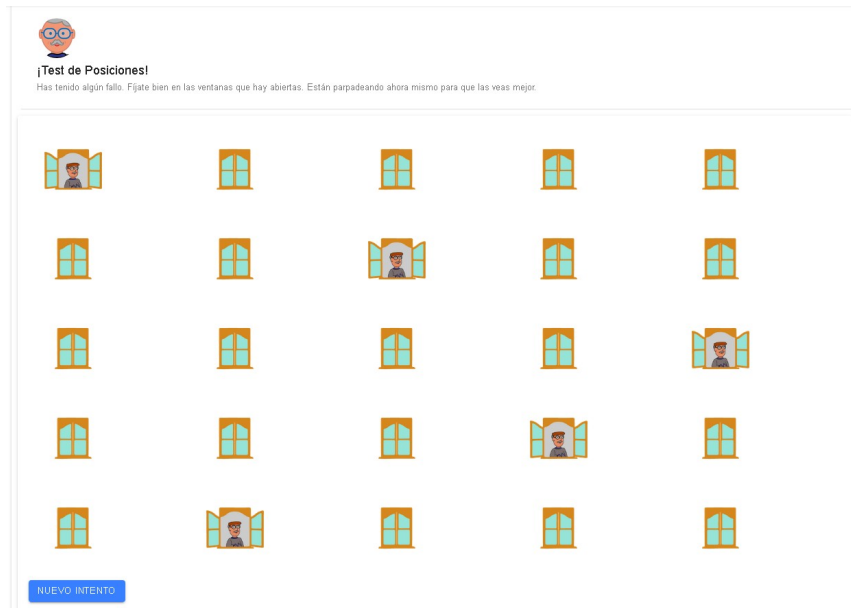 ¡Test de Posiciones!
Has tenido algún fallo. Fíjate bien en las ventanas que hay abiertas. Están parpadeando ahora mismo para que las veas mejor.
NUEVO INTENTO